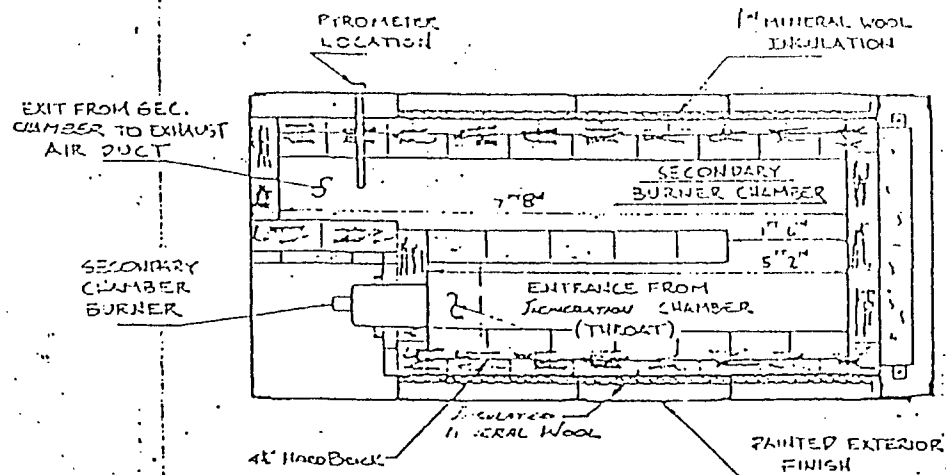 PYROMETER
LOCATION
1" MINERAL WOOL
INSULATION
EXIT FROM SEC.
CHAMBER TO EXHAUST
AIR DUCT
SECONDARY
BURNER CHAMBER
7'-8"
1'-6"
5'-2"
SECONDARY
CHAMBER
BURNER
ENTRANCE FROM
INCINERATION CHAMBER
(THROAT)
INSULATED
MINERAL WOOL
HARD BRICK
PAINTED EXTERIOR
FINISH